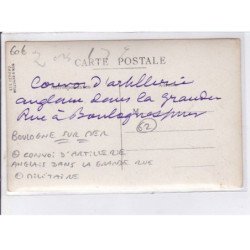 606
CARTE POSTALE
Convoi d'artillerie
anglais dans la grande
Rue à Boulogne s/mer
62
BOULOGNE SUR MER
CONVOI D'ARTILLERIE
ANGLAIS DANS LA GRANDE RUE
MILITAIRE